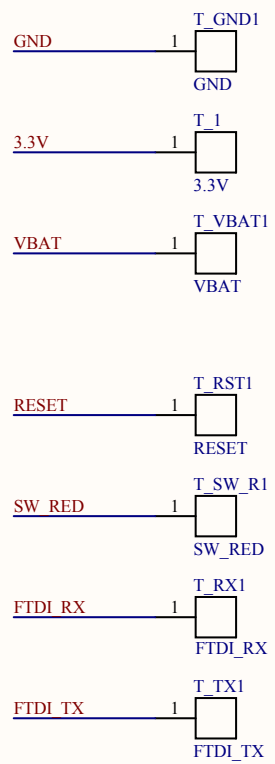 T_GND1
GND 1
GND
T_1
3.3V 1
3.3V
T_VBAT1
VBAT 1
VBAT
T_RST1
RESET 1
RESET
T_SW_R1
SW_RED 1
SW_RED
T_RX1
FTDI_RX 1
FTDI_RX
T_TX1
FTDI_TX 1
FTDI_TX